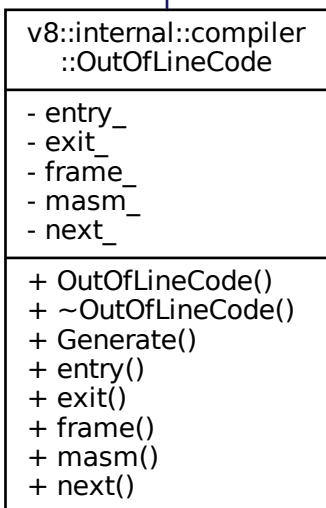 v8::internal::compiler
::OutOfLineCode
- entry_
- exit_
- frame_
- masm_
- next_
+ OutOfLineCode()
+ ~OutOfLineCode()
+ Generate()
+ entry()
+ exit()
+ frame()
+ masm()
+ next()